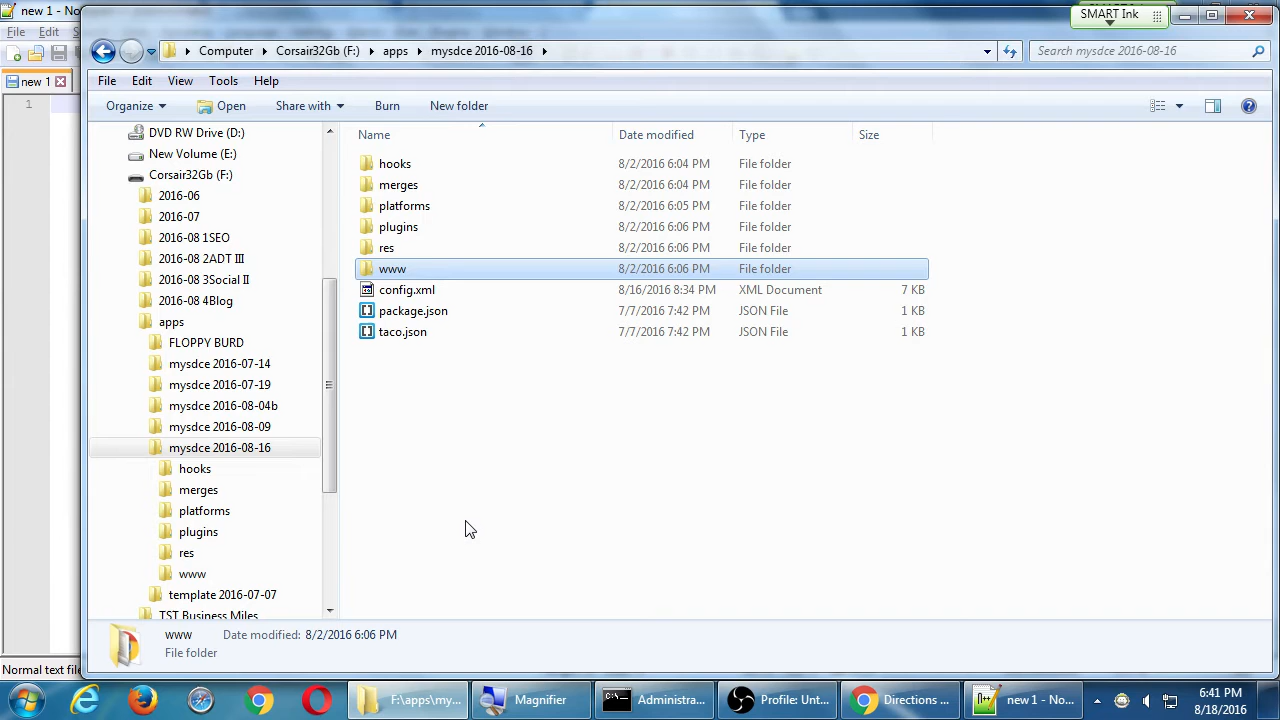 new 1 - No
SMART Ink
File Edit
Computer Corsair32Gb (F:) apps mysdce 2016-08-16
Search mysdce 2016-08-16
File Edit View Tools Help
new 1
Organize Open Share with Burn New folder
1
Name Date modified Type Size
DVD RW Drive (D:)
New Volume (E:)
Corsair32Gb (F:)
2016-06
2016-07
2016-08 1SEO
2016-08 2ADT III
2016-08 3Social II
2016-08 4Blog
apps
FLOPPY BURD
mysdce 2016-07-14
mysdce 2016-07-19
mysdce 2016-08-04b
mysdce 2016-08-09
mysdce 2016-08-16
hooks
merges
platforms
plugins
res
www
template 2016-07-07
TST Business Miles
hooks 8/2/2016 6:04 PM File folder
merges 8/2/2016 6:04 PM File folder
platforms 8/2/2016 6:05 PM File folder
plugins 8/2/2016 6:06 PM File folder
res 8/2/2016 6:06 PM File folder
www 8/2/2016 6:06 PM File folder
config.xml 8/16/2016 8:34 PM XML Document 7 KB
package.json 7/7/2016 7:42 PM JSON File 1 KB
taco.json 7/7/2016 7:42 PM JSON File 1 KB
www Date modified: 8/2/2016 6:06 PM
File folder
Normal text file
F:\apps\my... Magnifier Administra... Profile: Unt... Directions ... new 1 - No...
6:41 PM
8/18/2016